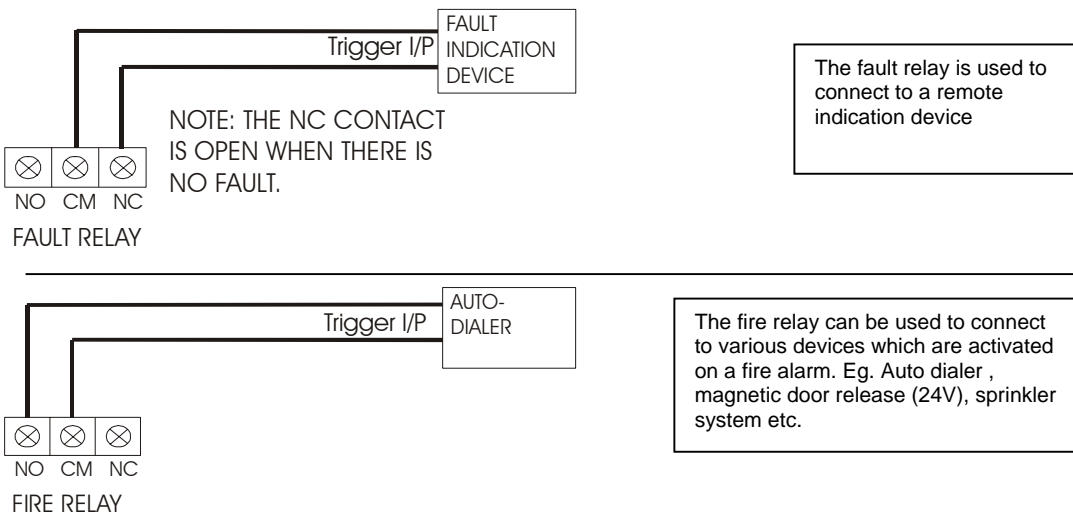 FAULT
INDICATION
DEVICE
Trigger I/P
NOTE: THE NC CONTACT
IS OPEN WHEN THERE IS
NO FAULT.
NO CM NC
FAULT RELAY
The fault relay is used to
connect to a remote
indication device
AUTO-
DIALER
Trigger I/P
NO CM NC
FIRE RELAY
The fire relay can be used to connect
to various devices which are activated
on a fire alarm. Eg. Auto dialer ,
magnetic door release (24V), sprinkler
system etc.